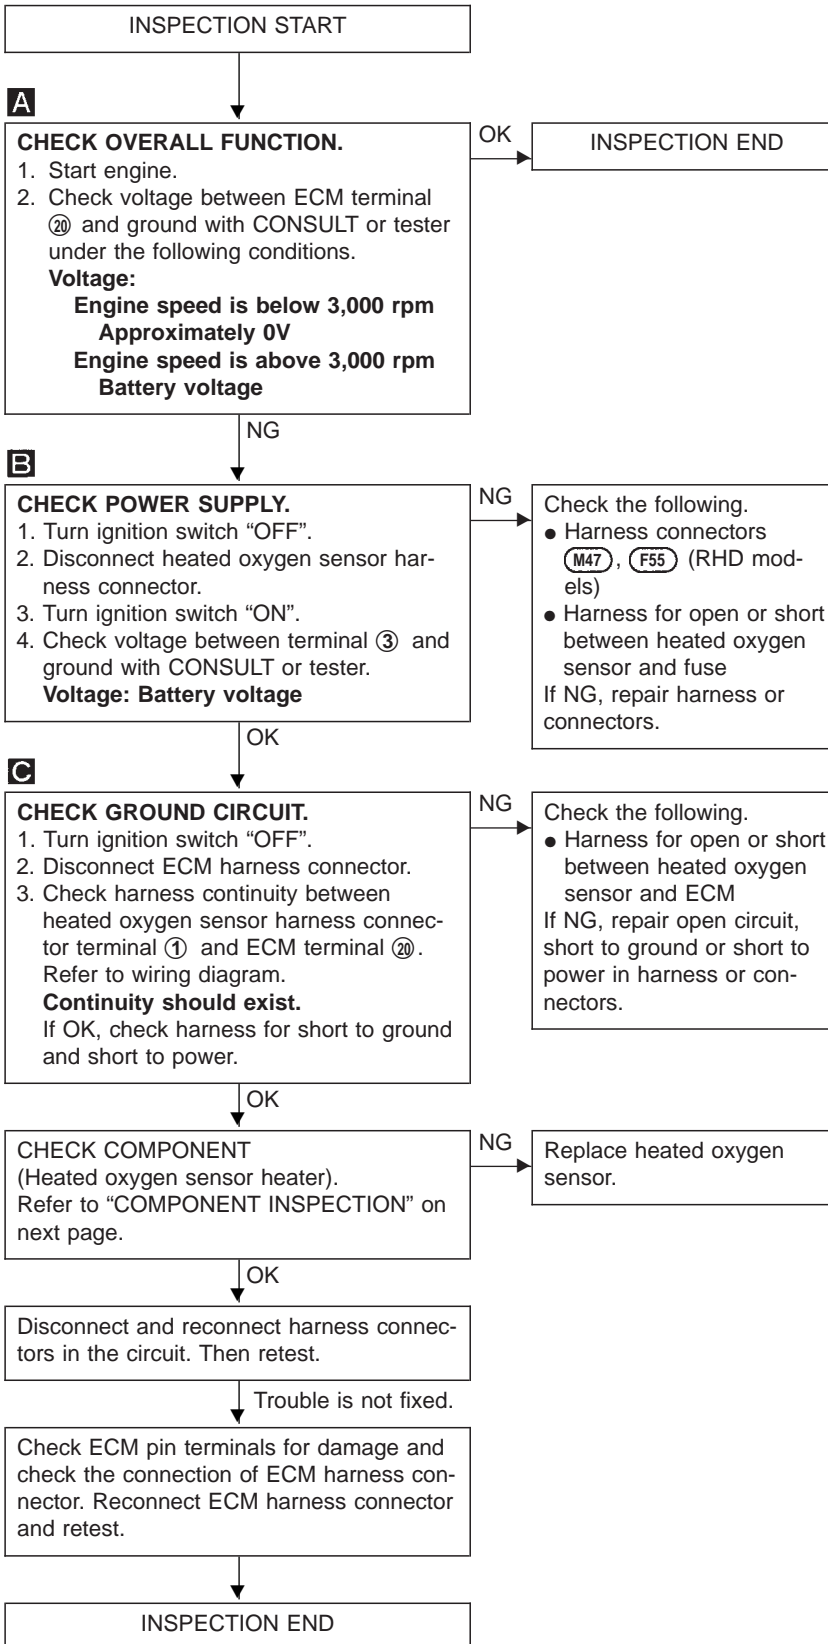 INSPECTION START
A
CHECK OVERALL FUNCTION.
1. Start engine.
2. Check voltage between ECM terminal
⑳ and ground with CONSULT or tester
under the following conditions.
Voltage:
Engine speed is below 3,000 rpm
Approximately 0V
Engine speed is above 3,000 rpm
Battery voltage
OK
INSPECTION END
NG
B
CHECK POWER SUPPLY.
1. Turn ignition switch “OFF”.
2. Disconnect heated oxygen sensor har-
ness connector.
3. Turn ignition switch “ON”.
4. Check voltage between terminal ③ and
ground with CONSULT or tester.
Voltage: Battery voltage
NG
Check the following.
● Harness connectors
M47, F55 (RHD mod-
els)
● Harness for open or short
between heated oxygen
sensor and fuse
If NG, repair harness or
connectors.
OK
C
CHECK GROUND CIRCUIT.
1. Turn ignition switch “OFF”.
2. Disconnect ECM harness connector.
3. Check harness continuity between
heated oxygen sensor harness connec-
tor terminal ① and ECM terminal ⑳.
Refer to wiring diagram.
Continuity should exist.
If OK, check harness for short to ground
and short to power.
NG
Check the following.
● Harness for open or short
between heated oxygen
sensor and ECM
If NG, repair open circuit,
short to ground or short to
power in harness or con-
nectors.
OK
CHECK COMPONENT
(Heated oxygen sensor heater).
Refer to “COMPONENT INSPECTION” on
next page.
NG
Replace heated oxygen
sensor.
OK
Disconnect and reconnect harness connec-
tors in the circuit. Then retest.
Trouble is not fixed.
Check ECM pin terminals for damage and
check the connection of ECM harness con-
nector. Reconnect ECM harness connector
and retest.
INSPECTION END